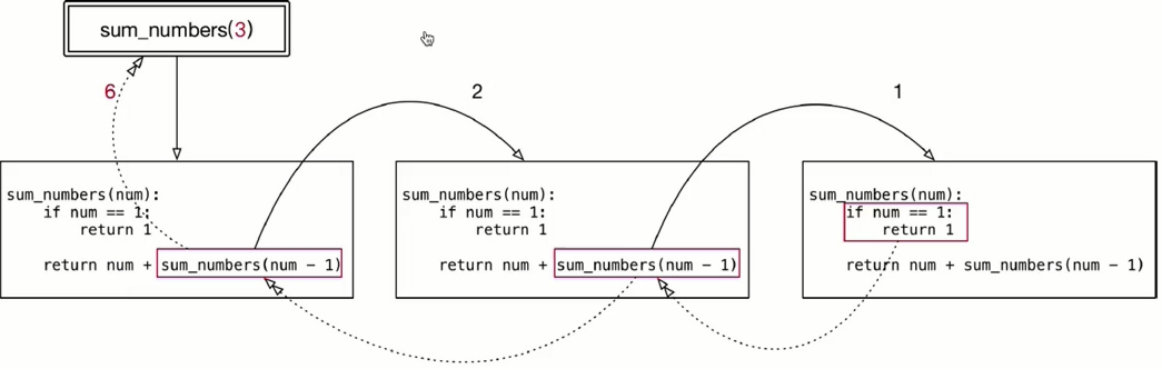 sum_numbers(3)
6
2
1
sum_numbers(num):
if num == 1:
return 1
return num + sum_numbers(num - 1)
sum_numbers(num):
if num == 1:
return 1
return num + sum_numbers(num - 1)
sum_numbers(num):
if num == 1:
return 1
return num + sum_numbers(num - 1)